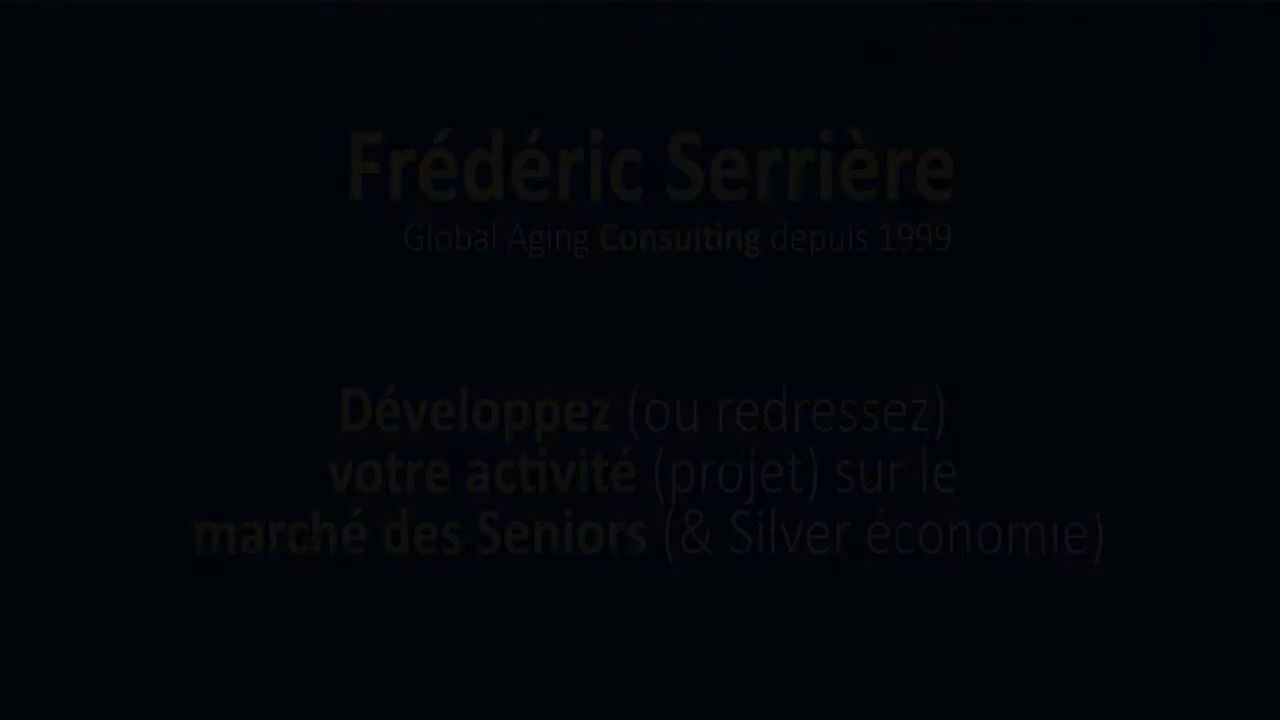 Frédéric Serrière
Global Aging Consulting depuis 1999
Développez (ou redressez)
votre activité (projet) sur le
marché des Seniors (& Silver économie)